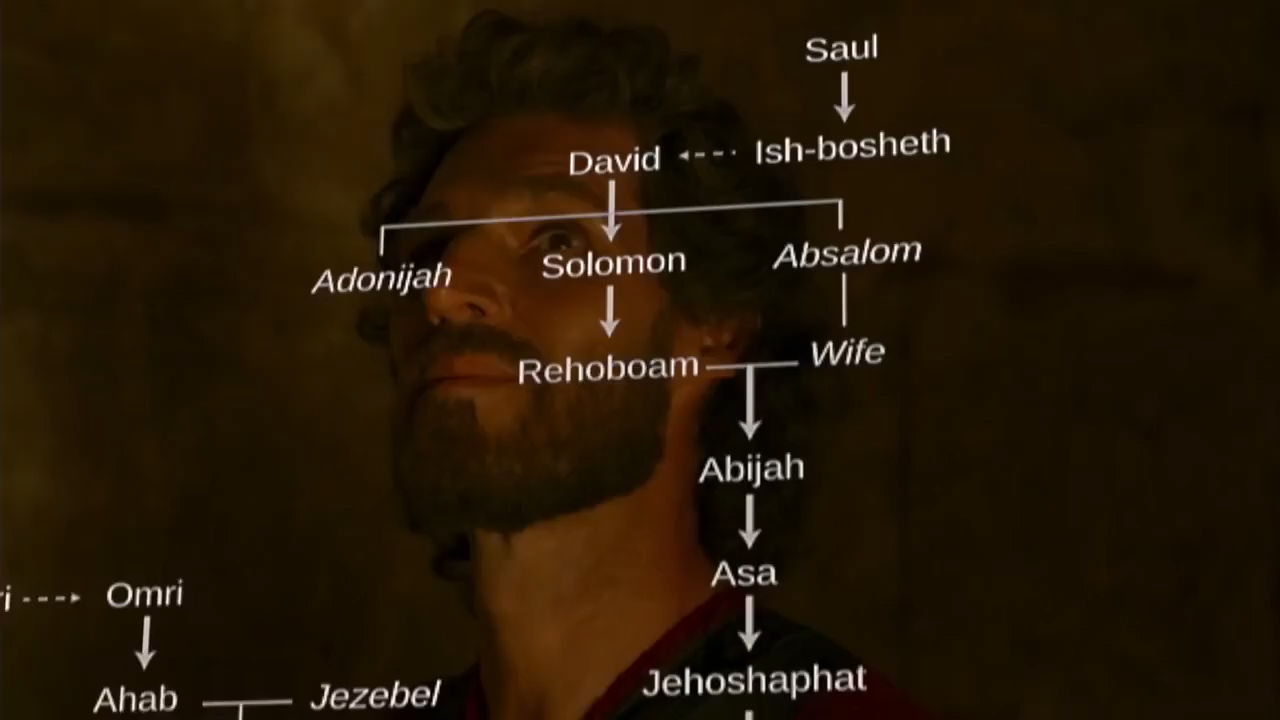 Saul
David
Ish-bosheth
Adonijah
Solomon
Absalom
Rehoboam
Wife
Abijah
Asa
Omri
Ahab
Jezebel
Jehoshaphat